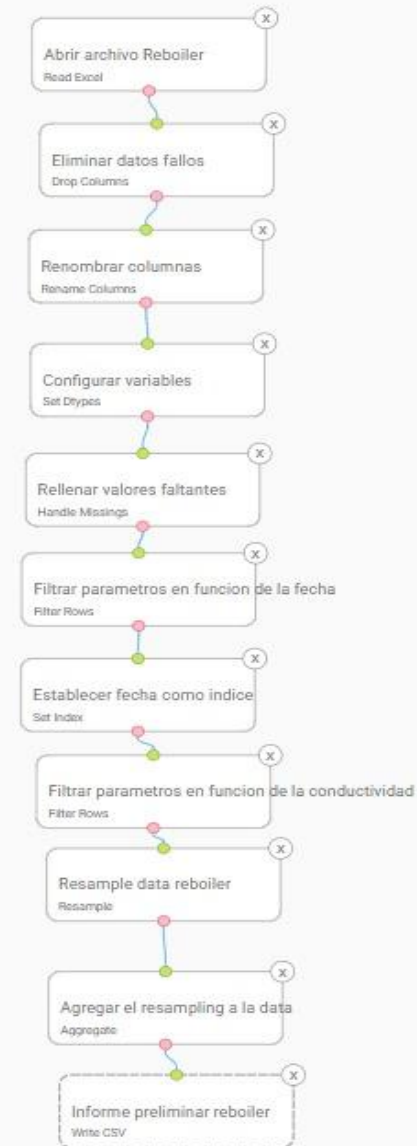 X
Abrir archivo Reboiler
Read Excel
X
Eliminar datos fallos
Drop Columns
X
Renombrar columnas
Rename Columns
X
Configurar variables
Set Dtypes
X
Rellenar valores faltantes
Handle Missings
X
Filtrar parametros en funcion de la fecha
Filter Rows
X
Establecer fecha como indice
Set Index
X
Filtrar parametros en funcion de la conductividad
Filter Rows
X
Resample data reboiler
Resample
X
Agregar el resampling a la data
Aggregate
X
Informe preliminar reboiler
Write CSV